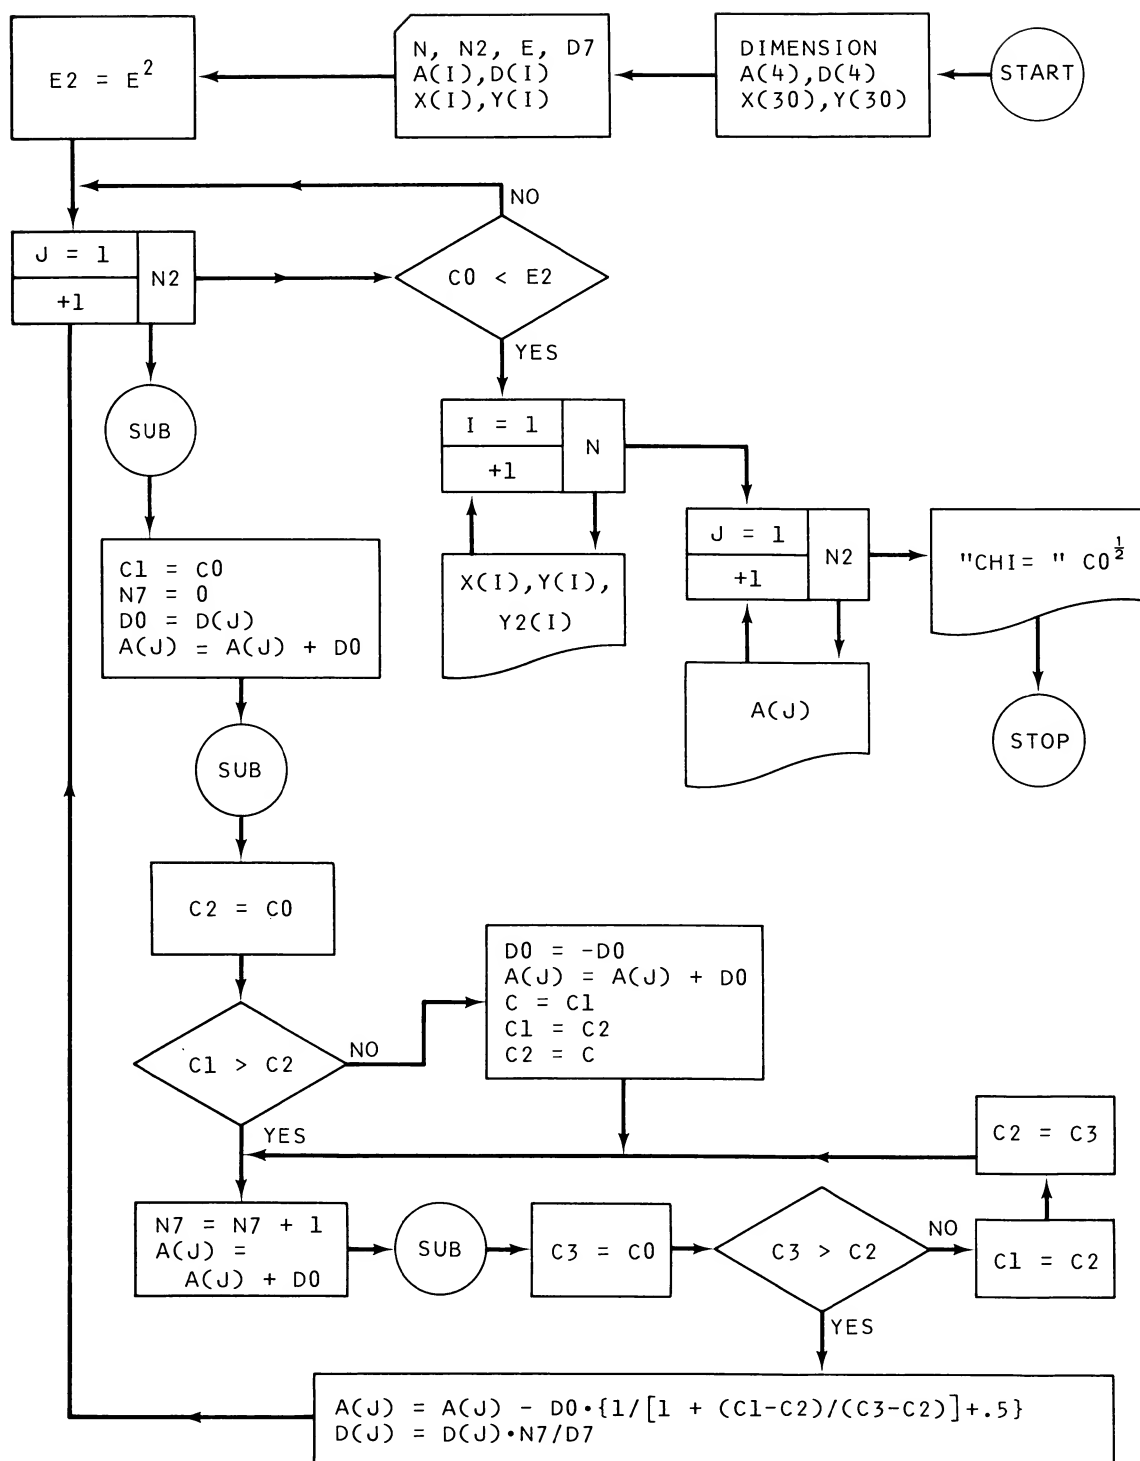 START
DIMENSION
A(4),D(4)
X(30),Y(30)
N, N2, E, D7
A(I),D(I)
X(I),Y(I)
E2 = E²
J = 1
+1
N2
C0 < E2
NO
YES
SUB
C1 = C0
N7 = 0
D0 = D(J)
A(J) = A(J) + D0
SUB
C2 = C0
C1 > C2
NO
YES
D0 = -D0
A(J) = A(J) + D0
C = C1
C1 = C2
C2 = C
N7 = N7 + 1
A(J) =
A(J) + D0
SUB
C3 = C0
C3 > C2
NO
YES
C1 = C2
C2 = C3
A(J) = A(J) - D0•{1/[1 + (C1-C2)/(C3-C2)]+.5}
D(J) = D(J)•N7/D7
I = 1
+1
N
X(I),Y(I),
Y2(I)
J = 1
+1
N2
A(J)
"CHI= " C0^½
STOP